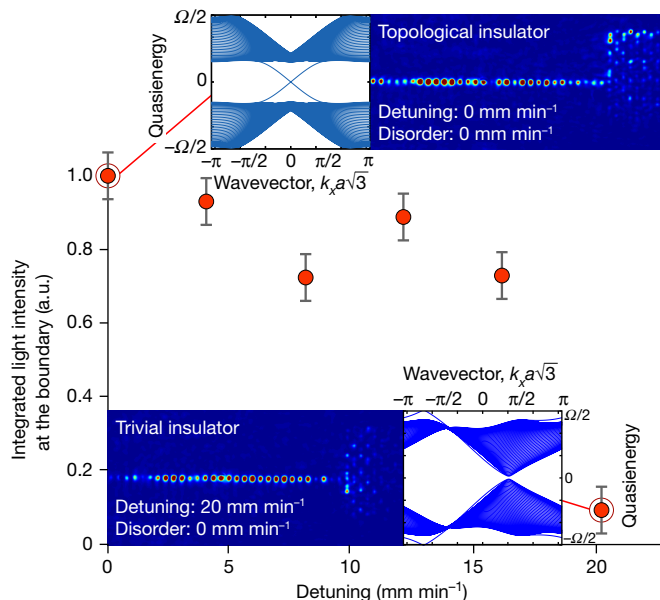 Ω/2
0
−Ω/2
Quasienergy
−π −π/2 0 π/2 π
Wavevector, kₓa√3
Topological insulator
Detuning: 0 mm min⁻¹
Disorder: 0 mm min⁻¹
1.0
0.8
0.6
0.4
0.2
0
Integrated light intensity
at the boundary (a.u.)
Wavevector, kₓa√3
−π −π/2 0 π/2 π
Ω/2
0
−Ω/2
Quasienergy
Trivial insulator
Detuning: 20 mm min⁻¹
Disorder: 0 mm min⁻¹
0 5 10 15 20
Detuning (mm min⁻¹)